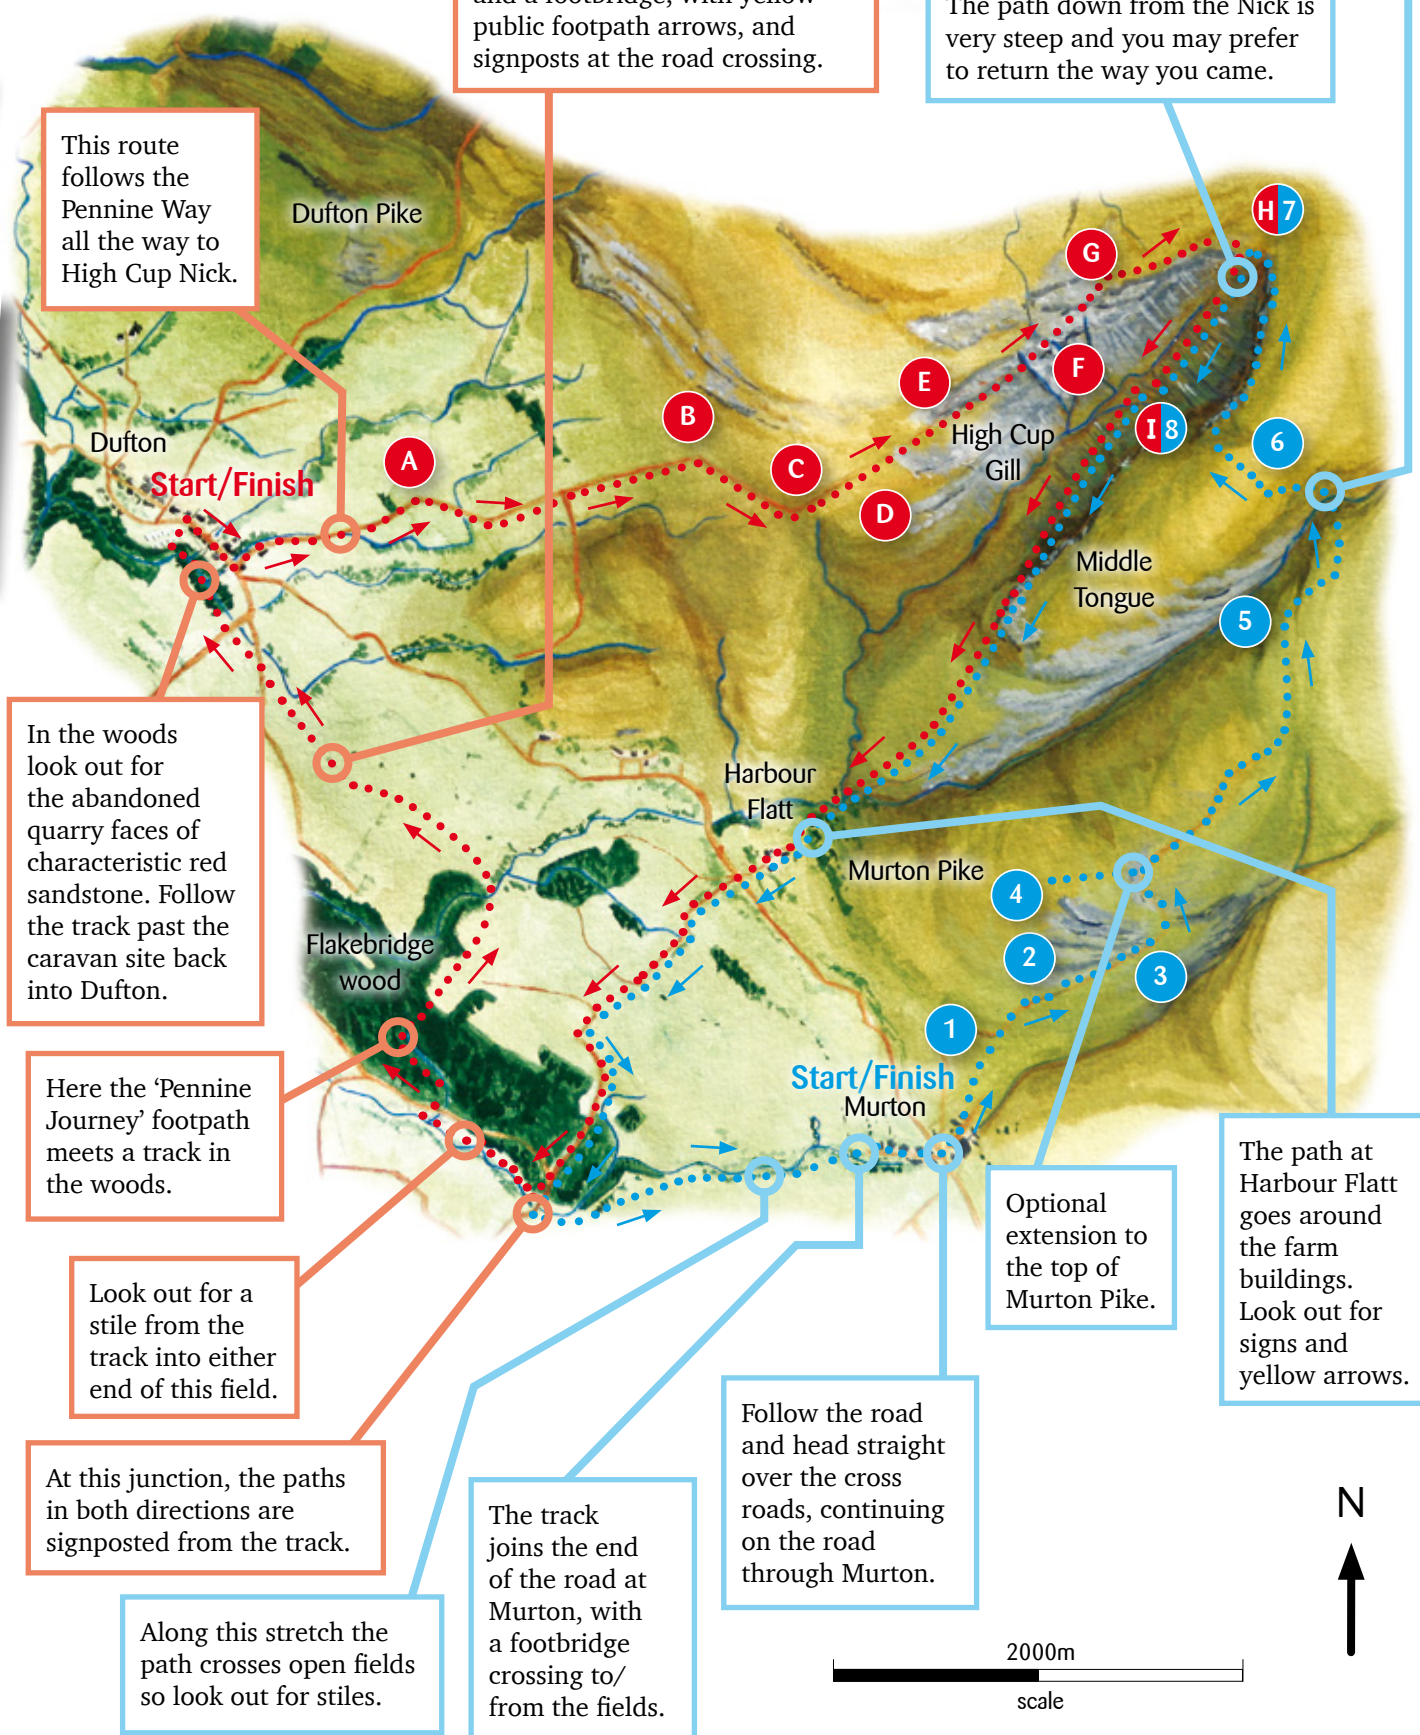 and a footbridge, with yellow
public footpath arrows, and
signposts at the road crossing.
The path down from the Nick is
very steep and you may prefer
to return the way you came.
This route
follows the
Pennine Way
all the way to
High Cup Nick.
Dufton Pike
H 7
G
F
E
B
A
C
D
High Cup
Gill
I 8
6
Dufton
Start/Finish
Middle
Tongue
5
In the woods
look out for
the abandoned
quarry faces of
characteristic red
sandstone. Follow
the track past the
caravan site back
into Dufton.
Harbour
Flatt
Murton Pike
4
2
3
1
Flakebridge
wood
Start/Finish
Murton
Here the ‘Pennine
Journey’ footpath
meets a track in
the woods.
The path at
Harbour Flatt
goes around
the farm
buildings.
Look out for
signs and
yellow arrows.
Optional
extension to
the top of
Murton Pike.
Look out for a
stile from the
track into either
end of this field.
Follow the road
and head straight
over the cross
roads, continuing
on the road
through Murton.
At this junction, the paths
in both directions are
signposted from the track.
The track
joins the end
of the road at
Murton, with
a footbridge
crossing to/
from the fields.
Along this stretch the
path crosses open fields
so look out for stiles.
N
2000m
scale